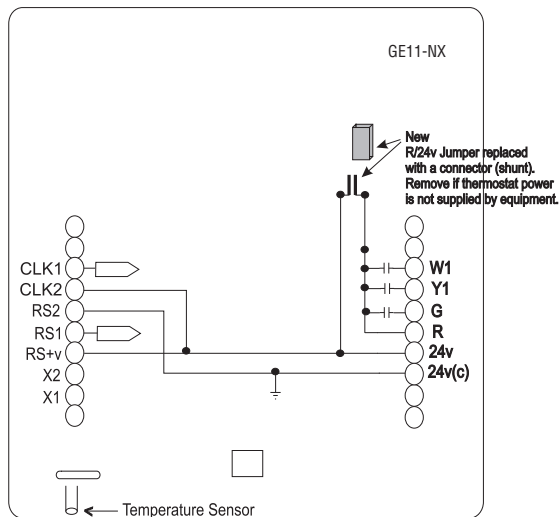 GE11-NX
New
R/24v Jumper replaced
with a connector (shunt).
Remove if thermostat power
is not supplied by equipment.
CLK1
CLK2
RS2
RS1
RS+v
X2
X1
W1
Y1
G
R
24v
24v(c)
Temperature Sensor